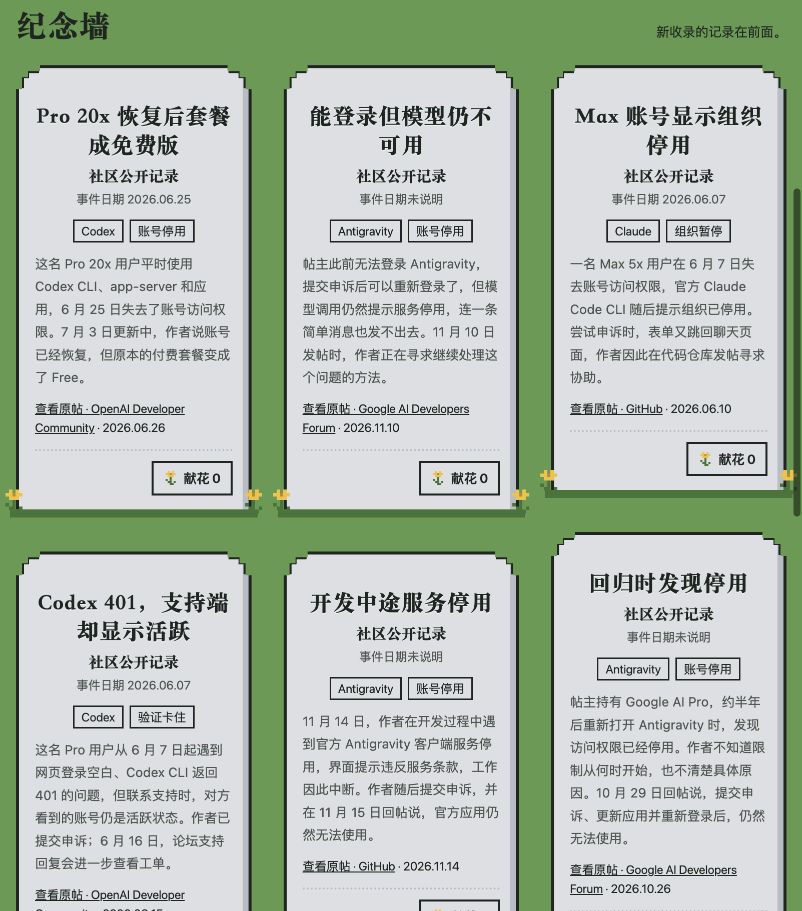 纪念墙
新收录的记录在前面。
Pro 20x 恢复后套餐
成免费版
社区公开记录
事件日期 2026.06.25
Codex 账号停用
这名 Pro 20x 用户平时使用
Codex CLI、app-server 和应
用，6 月 25 日失去了账号访问权
限。7 月 3 日更新中，作者说账号
已经恢复，但原本的付费套餐变成
了 Free。
查看原帖 · OpenAI Developer
Community · 2026.06.26
献花 0
能登录但模型仍不
可用
社区公开记录
事件日期未说明
Antigravity 账号停用
帖主此前无法登录 Antigravity，
提交申诉后可以重新登录了，但模
型调用仍然提示服务停用，连一条
简单消息也发不出去。11 月 10 日
发帖时，作者正在寻求继续处理这
个问题的方法。
查看原帖 · Google AI Developers
Forum · 2026.11.10
献花 0
Max 账号显示组织
停用
社区公开记录
事件日期 2026.06.07
Claude 组织暂停
一名 Max 5x 用户在 6 月 7 日失
去账号访问权限，官方 Claude
Code CLI 随后提示组织已停用。
尝试申诉时，表单又跳回聊天页
面，作者因此在代码仓库发帖寻求
协助。
查看原帖 · GitHub · 2026.06.10
献花 0
Codex 401，支持端
却显示活跃
社区公开记录
事件日期 2026.06.07
Codex 验证卡住
这名 Pro 用户从 6 月 7 日起遇到
网页登录空白、Codex CLI 返回
401 的问题，但联系支持时，对方
看到的账号仍是活跃状态。作者已
提交申诉；6 月 16 日，论坛支持
回复会进一步查看工单。
查看原帖 · OpenAI Developer
开发中途服务停用
社区公开记录
事件日期未说明
Antigravity 账号停用
11 月 14 日，作者在开发过程中遇
到官方 Antigravity 客户端服务停
用，界面提示违反服务条款，工作
因此中断。作者随后提交申诉，并
在 11 月 15 日回帖说，官方应用仍
然无法使用。
查看原帖 · GitHub · 2026.11.14
回归时发现停用
社区公开记录
事件日期未说明
Antigravity 账号停用
帖主持有 Google AI Pro，约半年
后重新打开 Antigravity 时，发现
访问权限已经停用。作者不知道限
制从何时开始，也不清楚具体原
因。10 月 29 日回帖说，提交申
诉、更新应用并重新登录后，仍然
无法使用。
查看原帖 · Google AI Developers
Forum · 2026.10.26